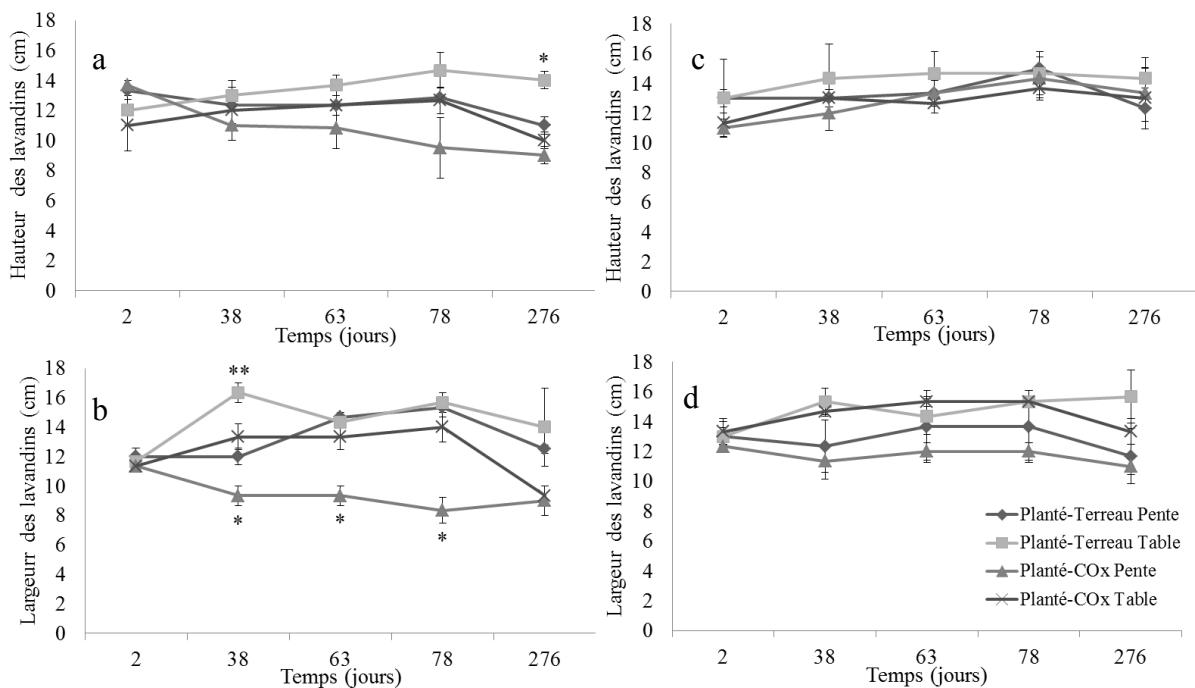 Hauteur des lavandins (cm)
18
16
14
12
10
8
6
4
2
0
a
*
2 38 63 78 276
Temps (jours)
Hauteur des lavandins (cm)
18
16
14
12
10
8
6
4
2
0
c
2 38 63 78 276
Temps (jours)
Largeurr des lavandins (cm)
18
16
14
12
10
8
6
4
2
0
b
**
* * *
2 38 63 78 276
Temps (jours)
Largeur des lavandins (cm)
18
16
14
12
10
8
6
4
2
0
d
Planté-Terreau Pente
Planté-Terreau Table
Planté-COx Pente
Planté-COx Table
2 38 63 78 276
Temps (jours)